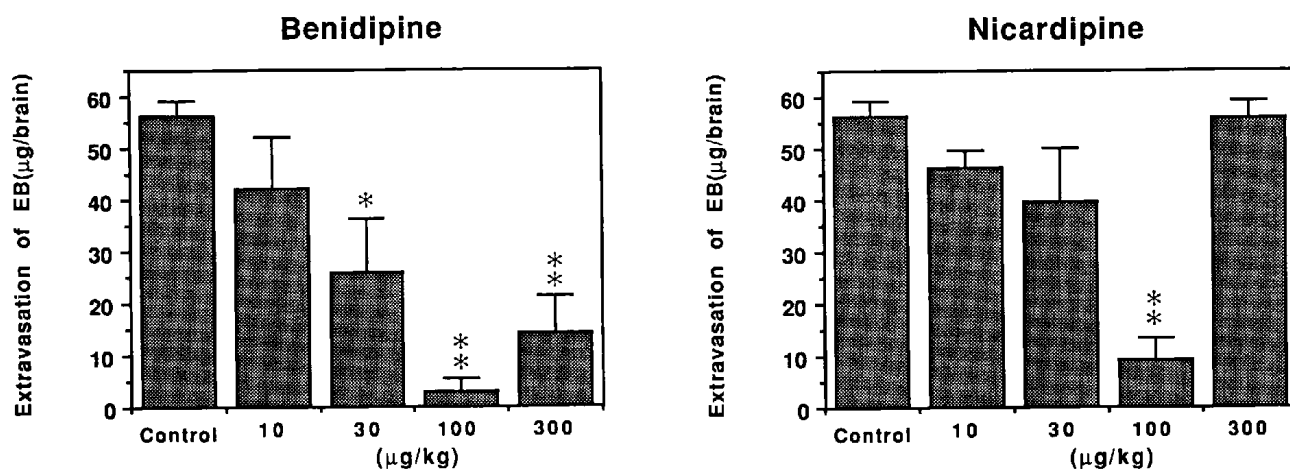 Benidipine
Extravasation of EB(μg/brain)
60
50
40
30
20
10
0
*
**
**
Control 10 30 100 300
(μg/kg)
Nicardipine
Extravasation of EB(μg/brain)
60
50
40
30
20
10
0
**
Control 10 30 100 300
(μg/kg)